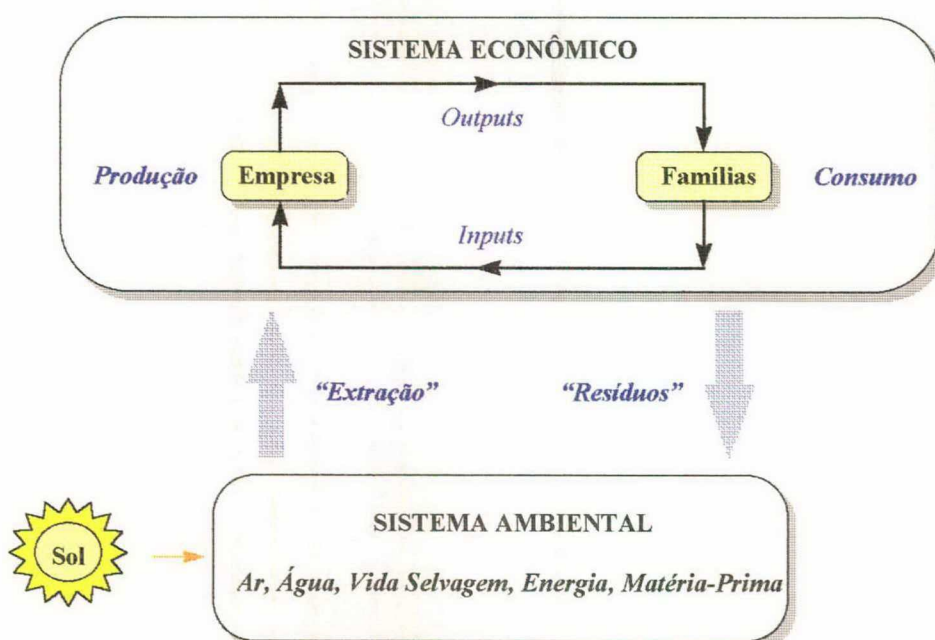 SISTEMA ECONÔMICO
Outputs
Produção
Empresa
Famílias
Consumo
Inputs
“Extração”
“Resíduos”
Sol
SISTEMA AMBIENTAL
Ar, Água, Vida Selvagem, Energia, Matéria-Prima